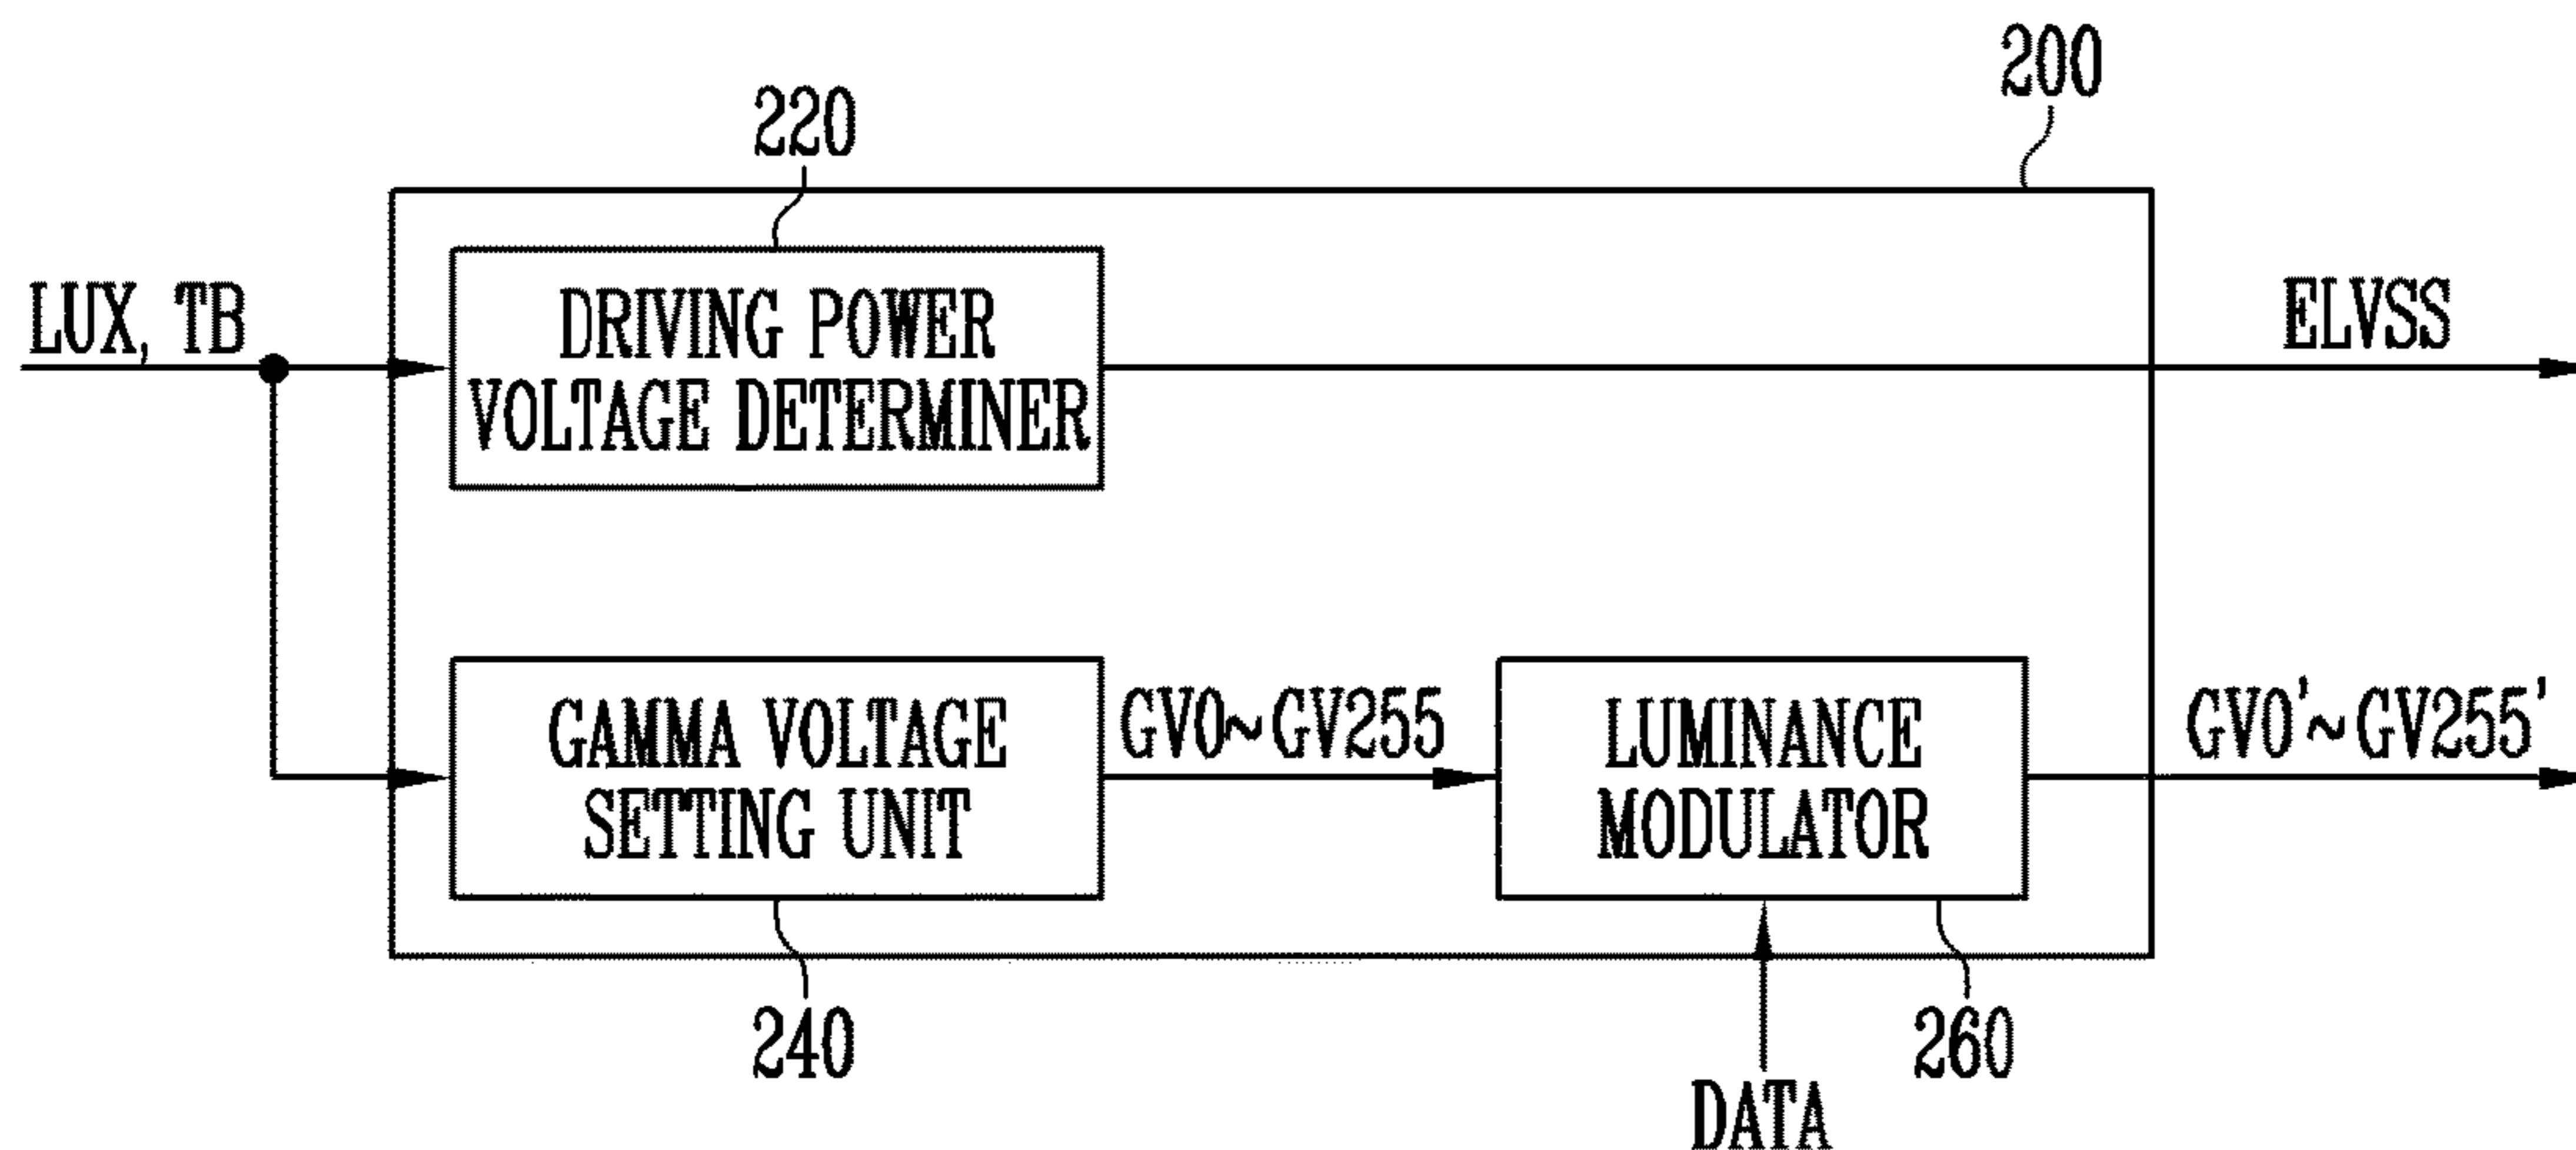 200
220
LUX, TB
DRIVING POWER
VOLTAGE DETERMINER
ELVSS
GAMMA VOLTAGE
SETTING UNIT
GV0~GV255
LUMINANCE
MODULATOR
GV0'~GV255'
240
260
DATA